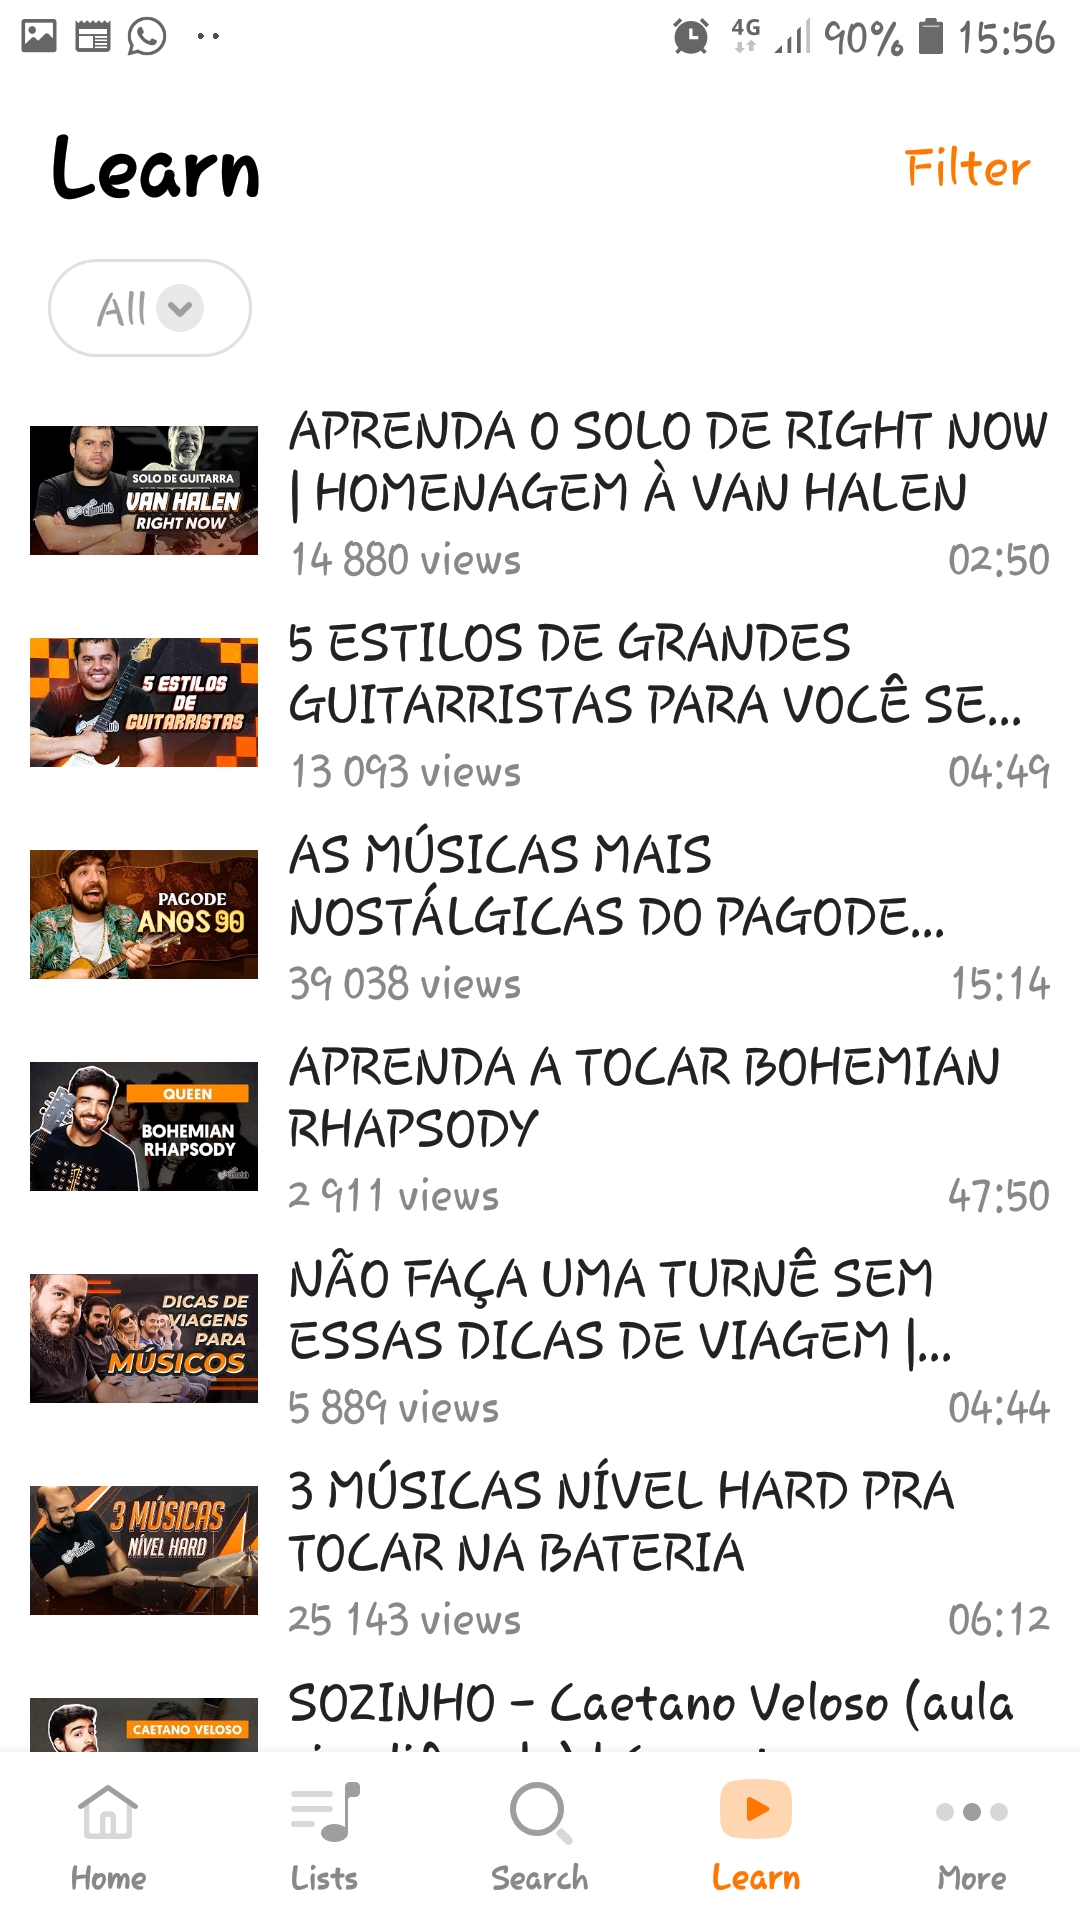 4G 90% 15:56
Learn
Filter
All
SOLO DE GUITARRA
VAN HALEN
RIGHT NOW
APRENDA O SOLO DE RIGHT NOW
| HOMENAGEM À VAN HALEN
14 880 views
02:50
5 ESTILOS
DE
GUITARRISTAS
5 ESTILOS DE GRANDES
GUITARRISTAS PARA VOCÊ SE...
13 093 views
04:49
PAGODE
ANOS 90
AS MÚSICAS MAIS
NOSTÁLGICAS DO PAGODE...
39 038 views
15:14
QUEEN
BOHEMIAN
RHAPSODY
APRENDA A TOCAR BOHEMIAN
RHAPSODY
2 911 views
47:50
DICAS DE
VIAGENS
PARA
MÚSICOS
NÃO FAÇA UMA TURNÊ SEM
ESSAS DICAS DE VIAGEM |...
5 889 views
04:44
3 MÚSICAS
NÍVEL HARD
3 MÚSICAS NÍVEL HARD PRA
TOCAR NA BATERIA
25 143 views
06:12
CAETANO VELOSO
SOZINHO - Caetano Veloso (aula
Home
Lists
Search
Learn
More